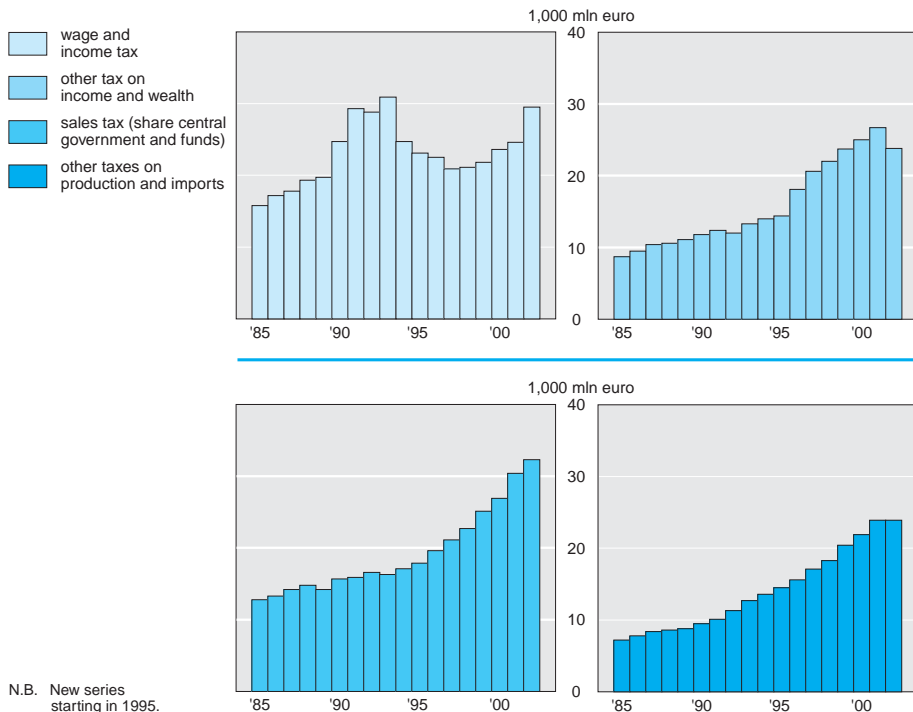 wage and
income tax
other tax on
income and wealth
sales tax (share central
government and funds)
other taxes on
production and imports
1,000 mln euro
40
30
20
10
0
'85 '90 '95 '00
'85 '90 '95 '00
1,000 mln euro
40
30
20
10
0
'85 '90 '95 '00
'85 '90 '95 '00
N.B. New series
starting in 1995.